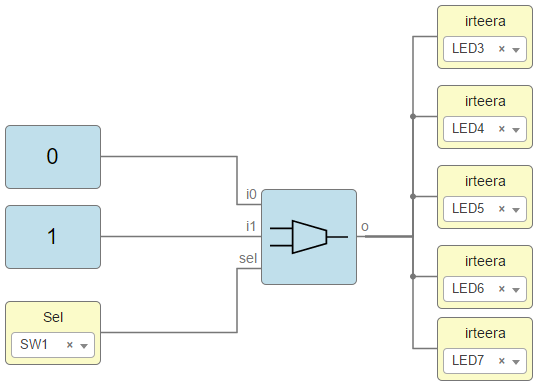 irteera
LED3 ×
irteera
LED4 ×
0
irteera
LED5 ×
i0
1
i1
o
sel
irteera
LED6 ×
Sel
SW1 ×
irteera
LED7 ×